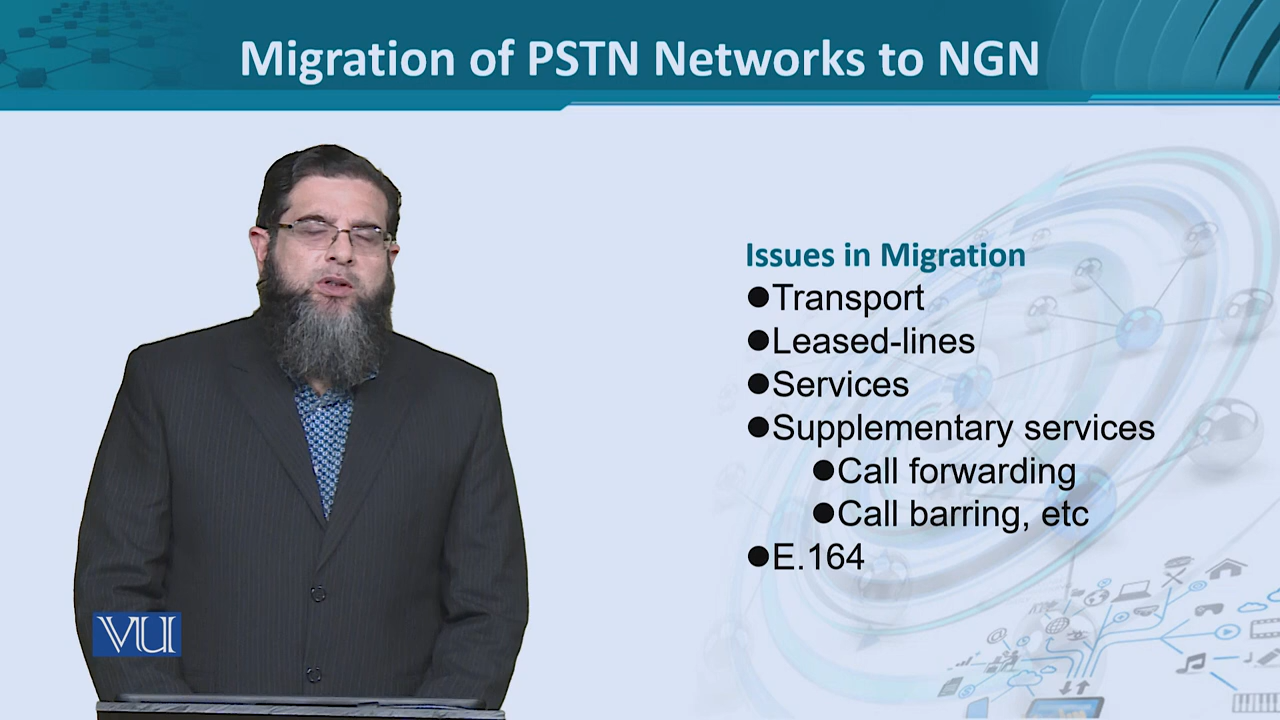 Migration of PSTN Networks to NGN
Issues in Migration
●Transport
●Leased-lines
●Services
●Supplementary services
●Call forwarding
●Call barring, etc
●E.164
VU